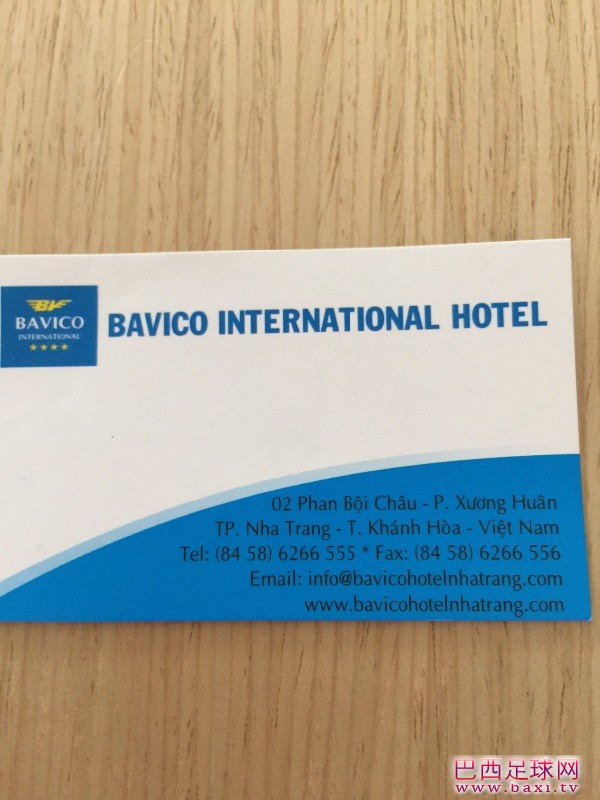 BV
BAVICO
INTERNATIONAL
★★★★
BAVICO INTERNATIONAL HOTEL
02 Phan Bội Châu - P. Xương Huân
TP. Nha Trang - T. Khánh Hòa - Việt Nam
Tel: (84 58) 6266 555 * Fax: (84 58) 6266 556
Email: info@bavicohotelnhatrang.com
www.bavicohotelnhatrang.com
巴西足球网
www.baxi.tv